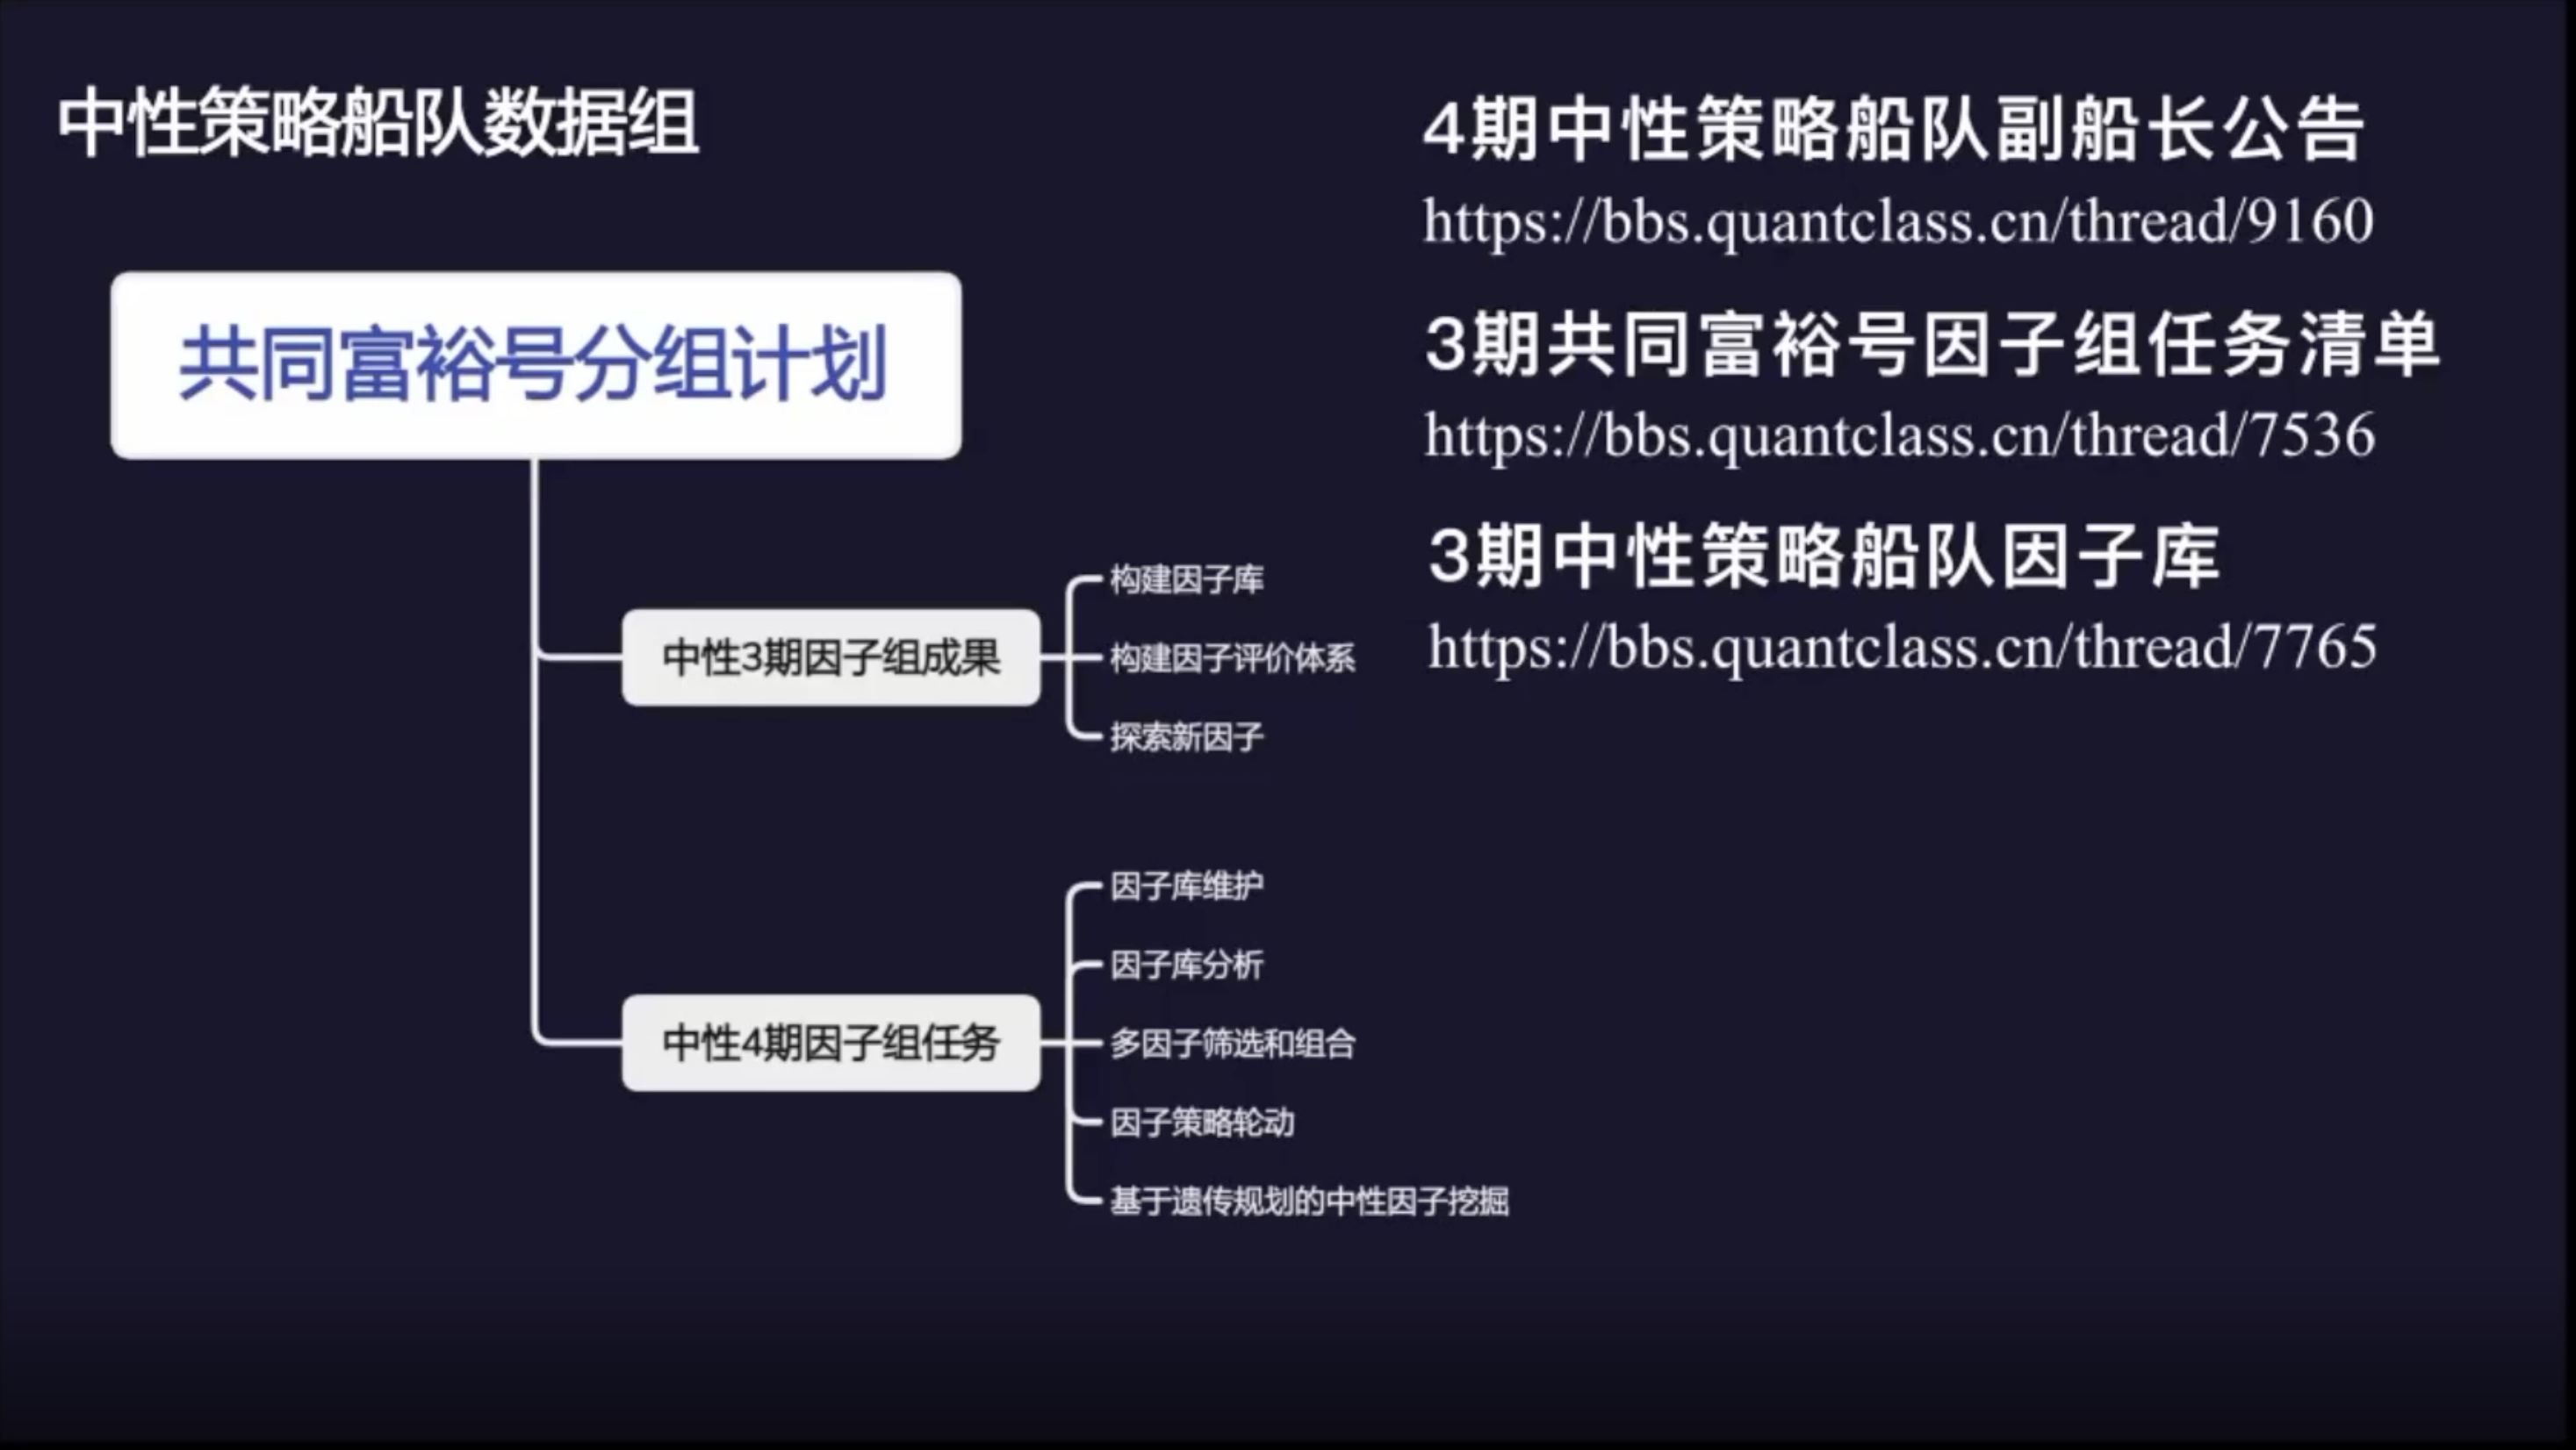 中性策略船队数据组
共同富裕号分组计划
中性3期因子组成果
构建因子库
构建因子评价体系
探索新因子
中性4期因子组任务
因子库维护
因子库分析
多因子筛选和组合
因子策略轮动
基于遗传规划的中性因子挖掘
4期中性策略船队副船长公告
https://bbs.quantclass.cn/thread/9160
3期共同富裕号因子组任务清单
https://bbs.quantclass.cn/thread/7536
3期中性策略船队因子库
https://bbs.quantclass.cn/thread/7765